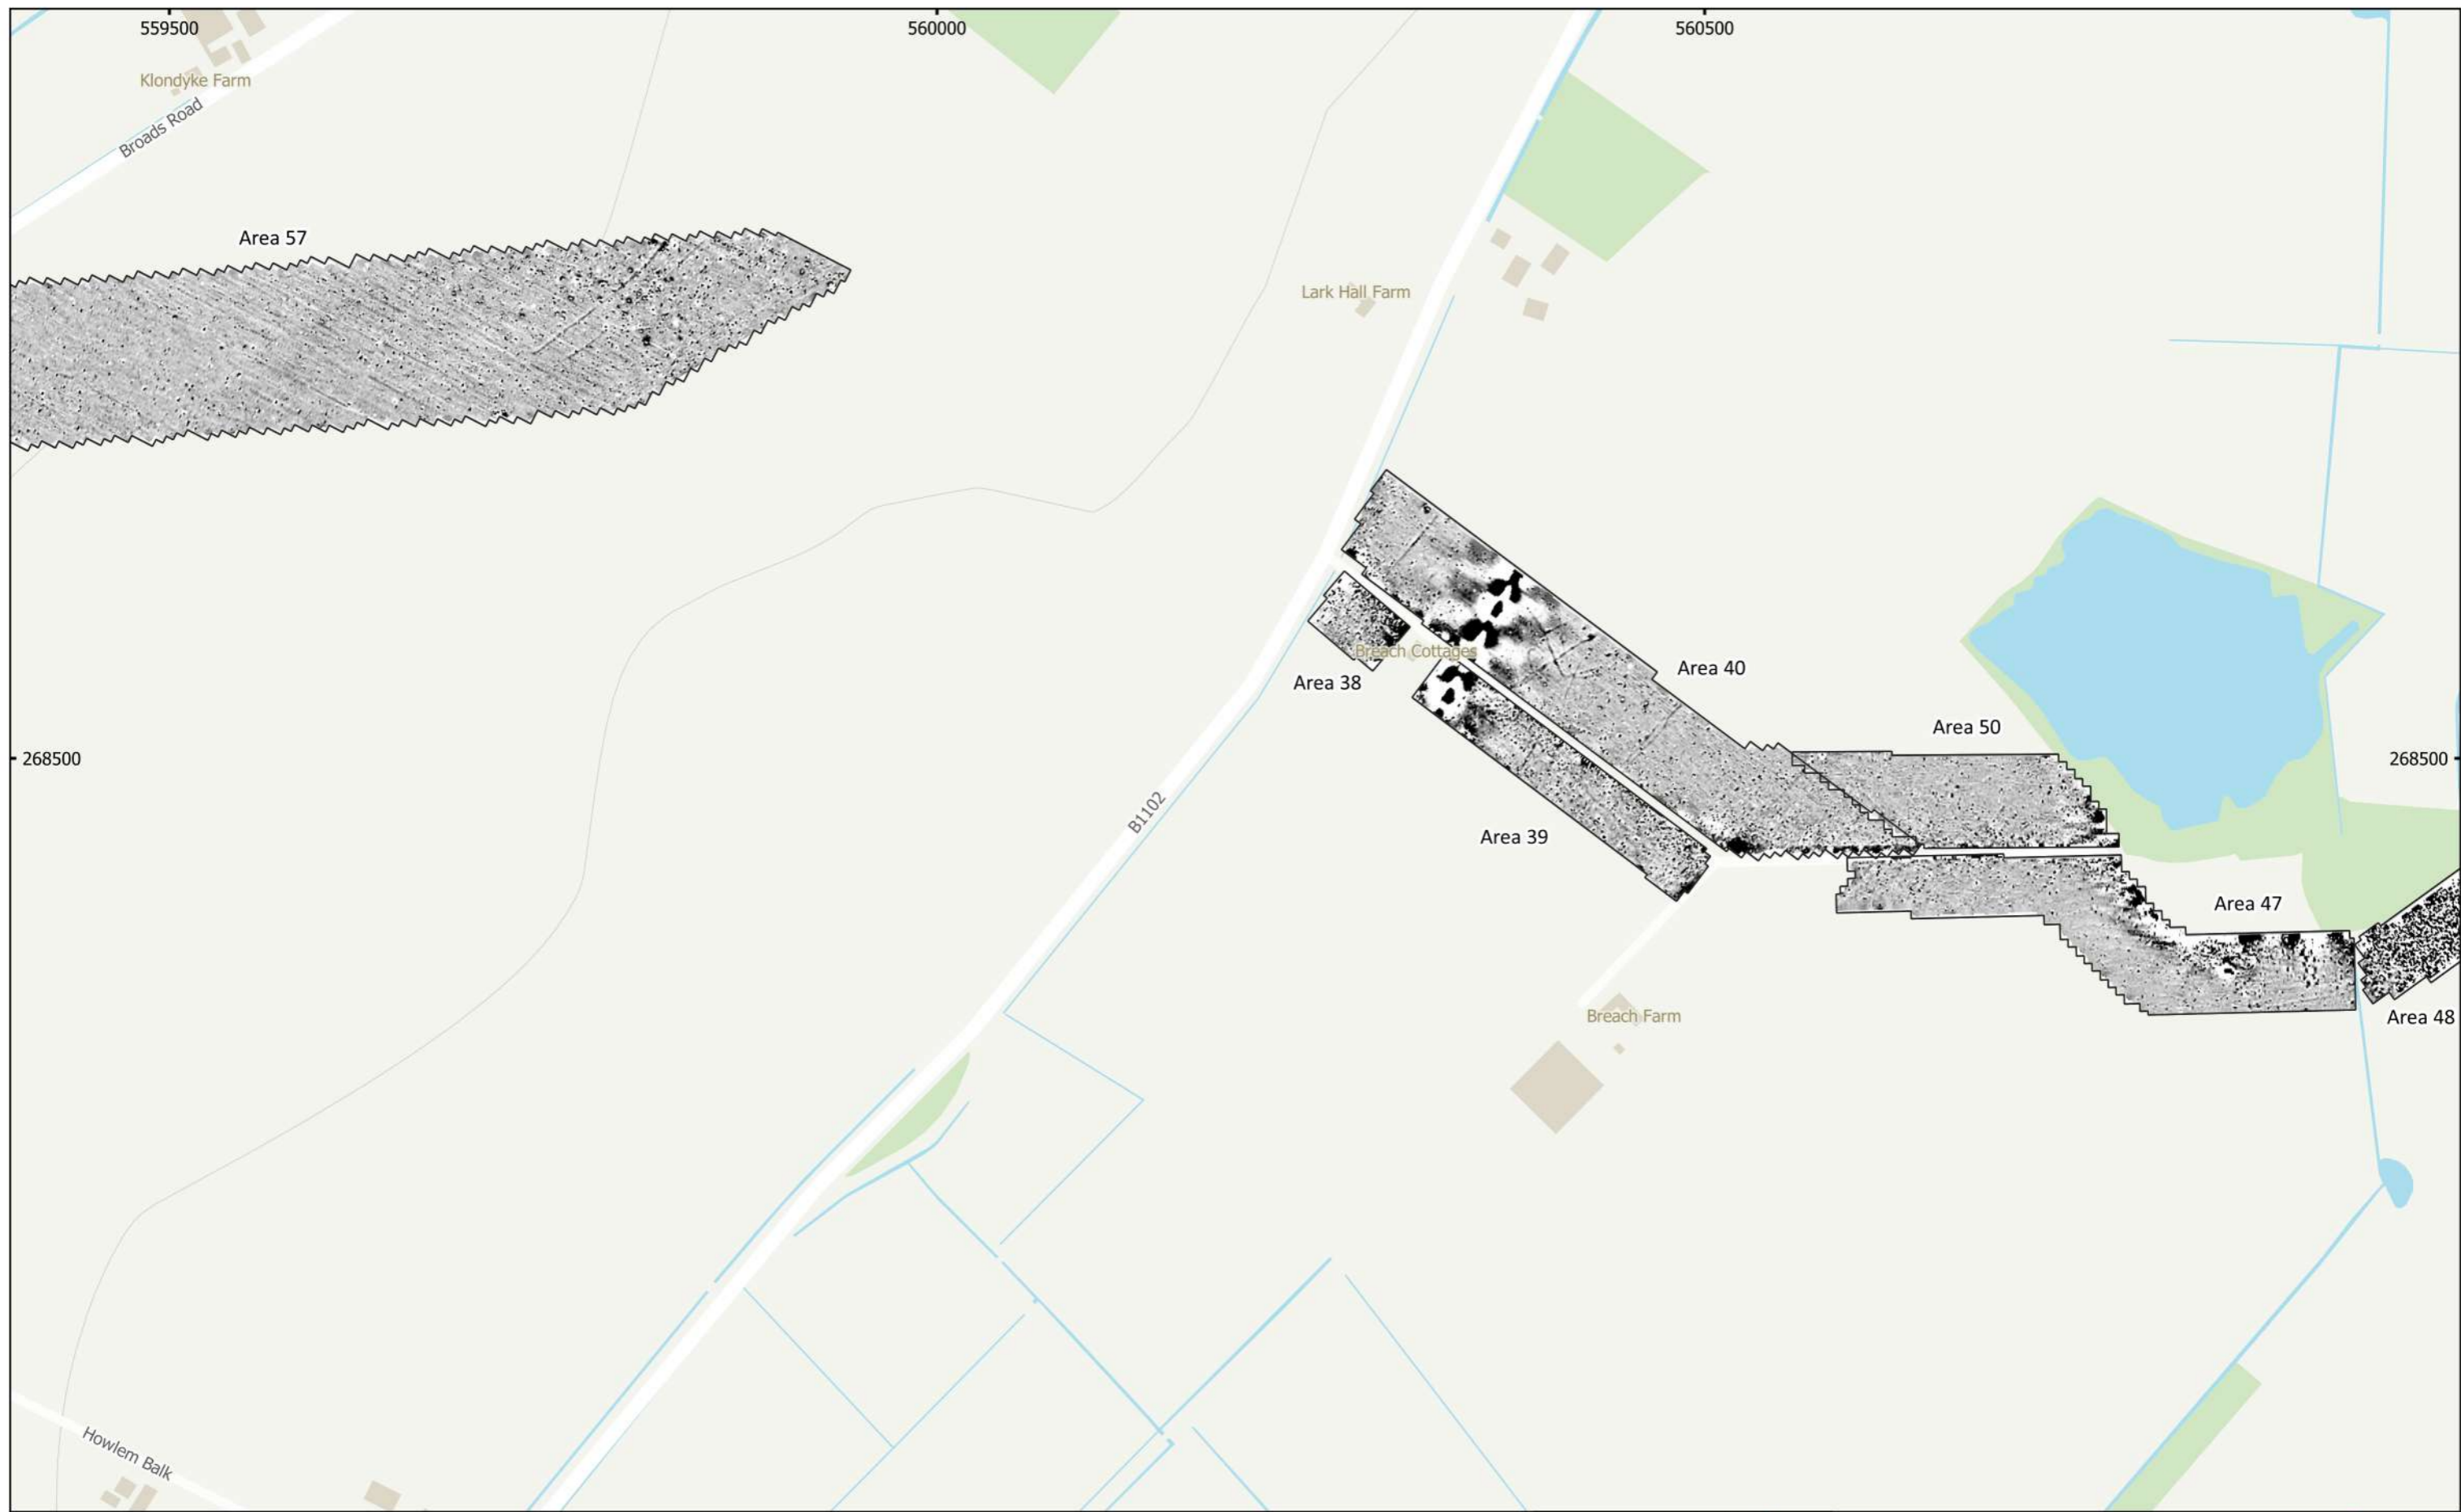 559500
560000
560500
Klondyke Farm
Broads Road
Area 57
Lark Hall Farm
Breach Cottages
Area 40
Area 38
Area 50
268500
268500
B1102
Area 39
Area 47
Breach Farm
Area 48
Howlem Balk